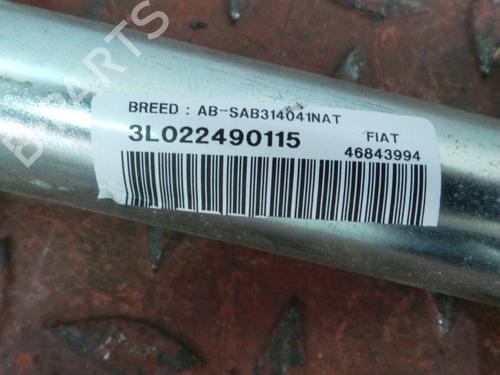 BREED : AB-SAB314041NAT
3L022490115
FIAT
46843994
PARTS